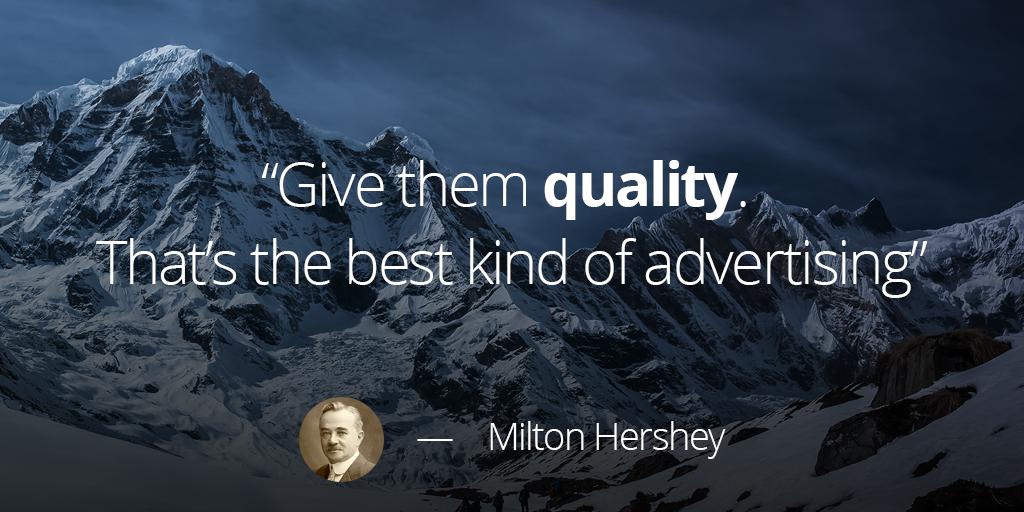 “Give them quality.
That’s the best kind of advertising”
— Milton Hershey